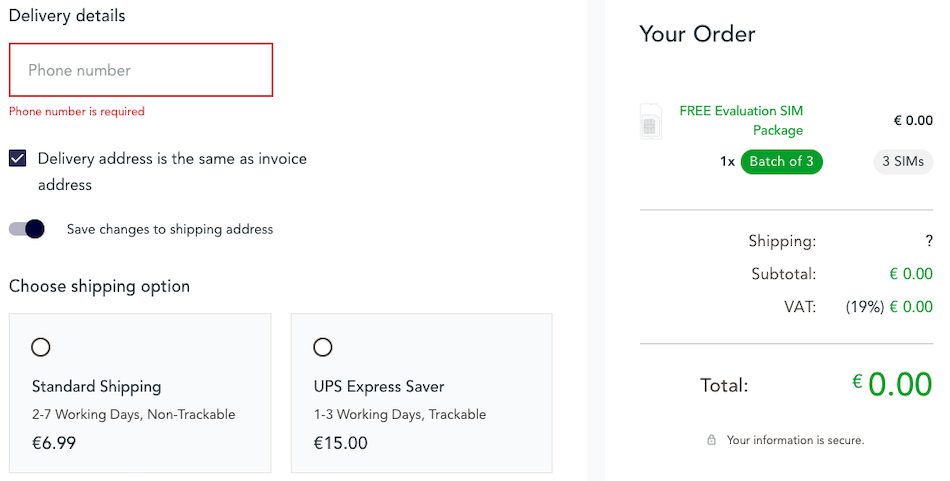 Delivery details
Phone number
Phone number is required
Delivery address is the same as invoice
address
Save changes to shipping address
Choose shipping option
Standard Shipping
2-7 Working Days, Non-Trackable
€6.99
UPS Express Saver
1-3 Working Days, Trackable
€15.00
Your Order
FREE Evaluation SIM € 0.00
Package
1x Batch of 3 3 SIMs
Shipping: ?
Subtotal: € 0.00
VAT: (19%) € 0.00
Total: € 0.00
Your information is secure.